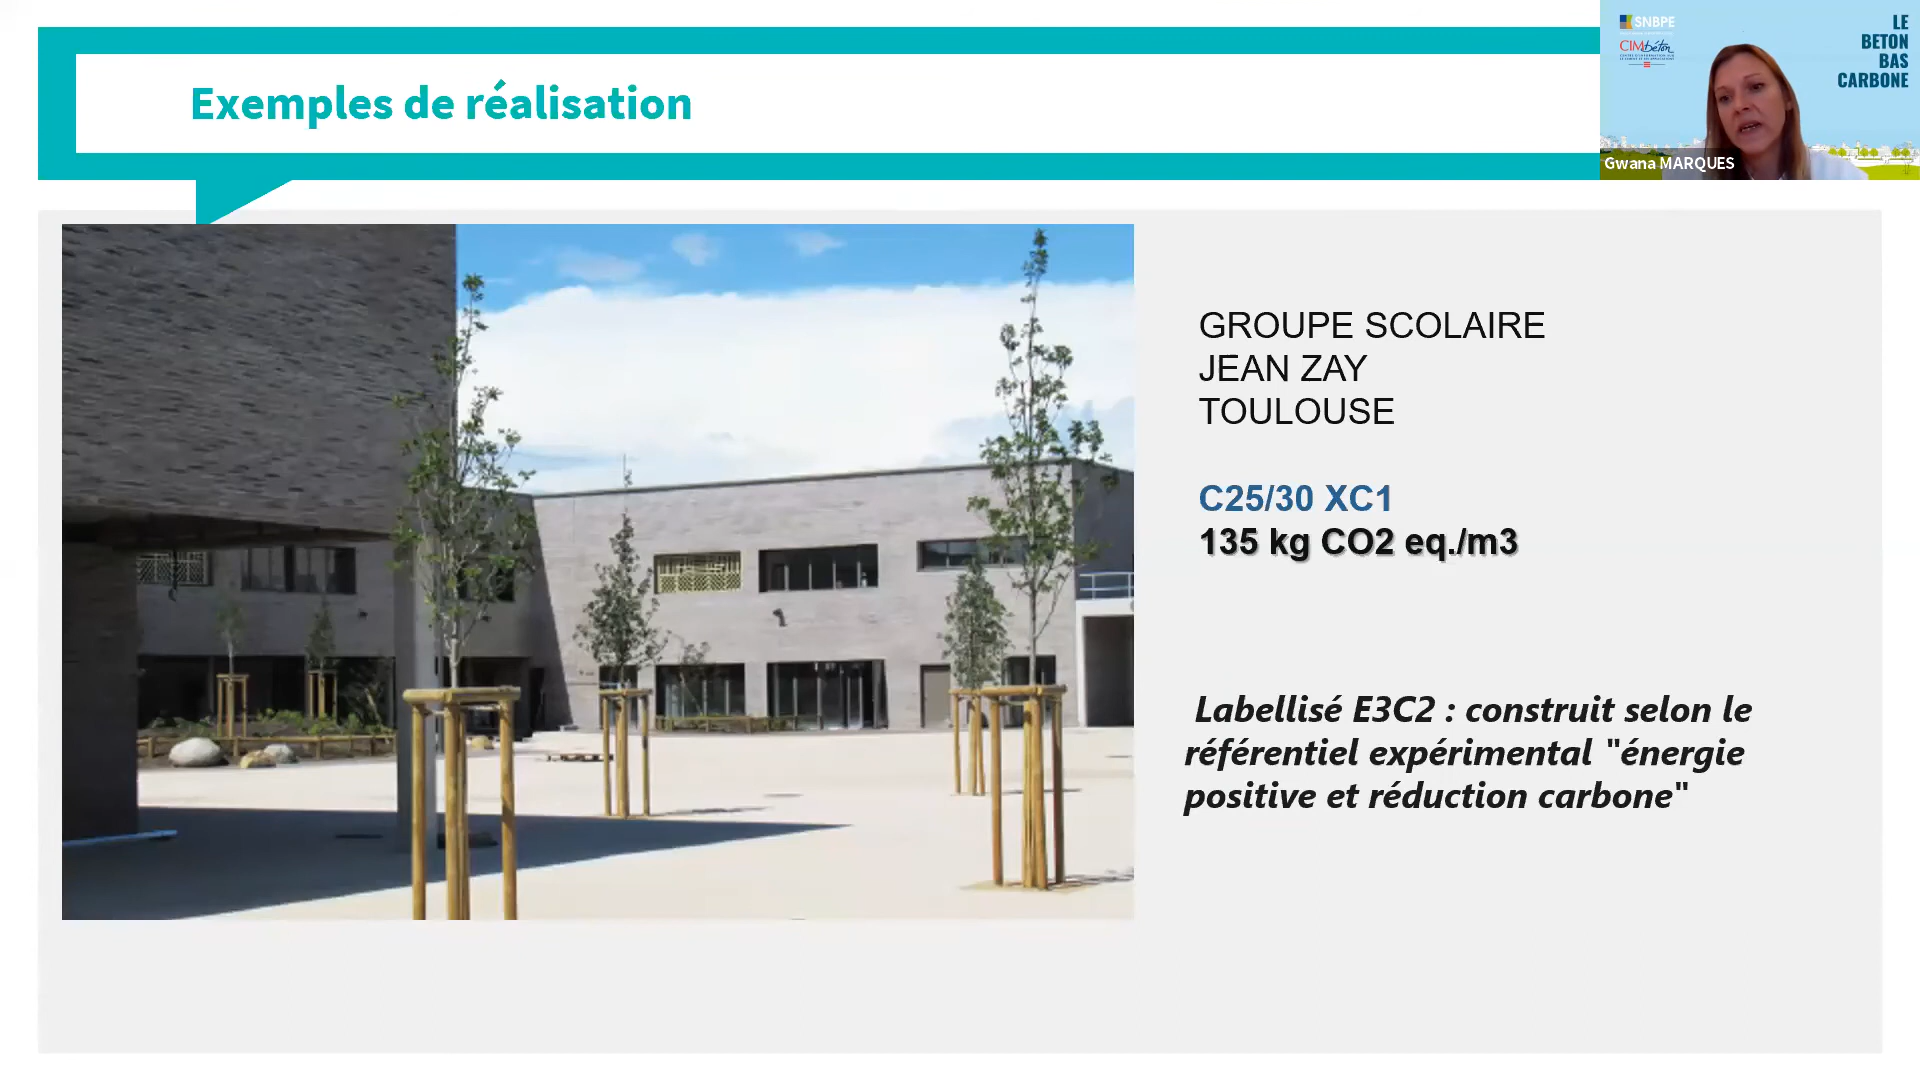 Exemples de réalisation
SNBPE
CIMbéton
LE
BETON
BAS
CARBONE
Gwana MARQUES
GROUPE SCOLAIRE
JEAN ZAY
TOULOUSE
C25/30 XC1
135 kg CO2 eq./m3
Labellisé E3C2 : construit selon le
référentiel expérimental "énergie
positive et réduction carbone"